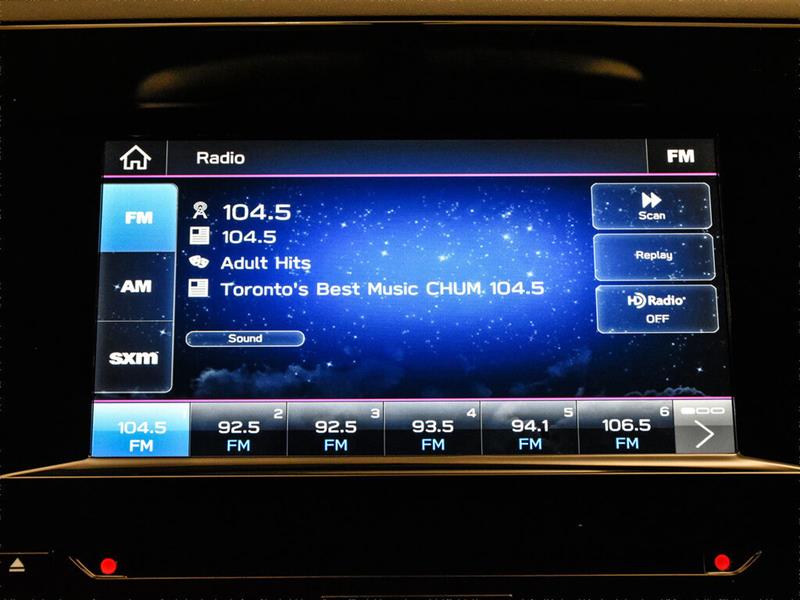 Radio
FM
FM
AM
sxm
104.5
104.5
Adult Hits
Toronto's Best Music CHUM 104.5
Sound
Scan
Replay
HD Radio
OFF
104.5
FM
2
92.5
FM
3
92.5
FM
4
93.5
FM
5
94.1
FM
6
106.5
FM